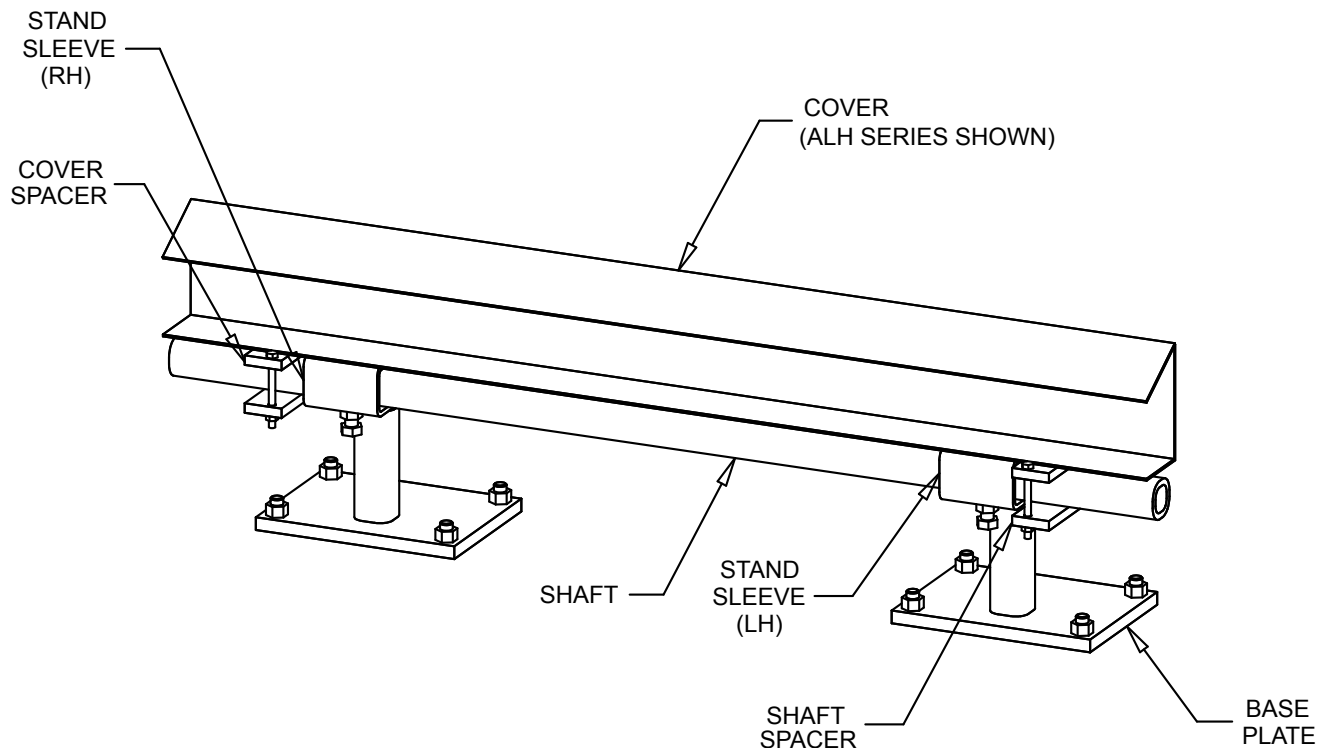 STAND
SLEEVE
(RH)
COVER
(ALH SERIES SHOWN)
COVER
SPACER
SHAFT
STAND
SLEEVE
(LH)
SHAFT
SPACER
BASE
PLATE